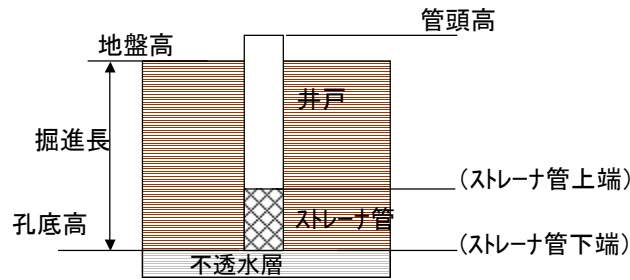 管頭高
地盤高
井戸
掘進長
(ストレーナ管上端)
ストレーナ管
孔底高
(ストレーナ管下端)
不透水層